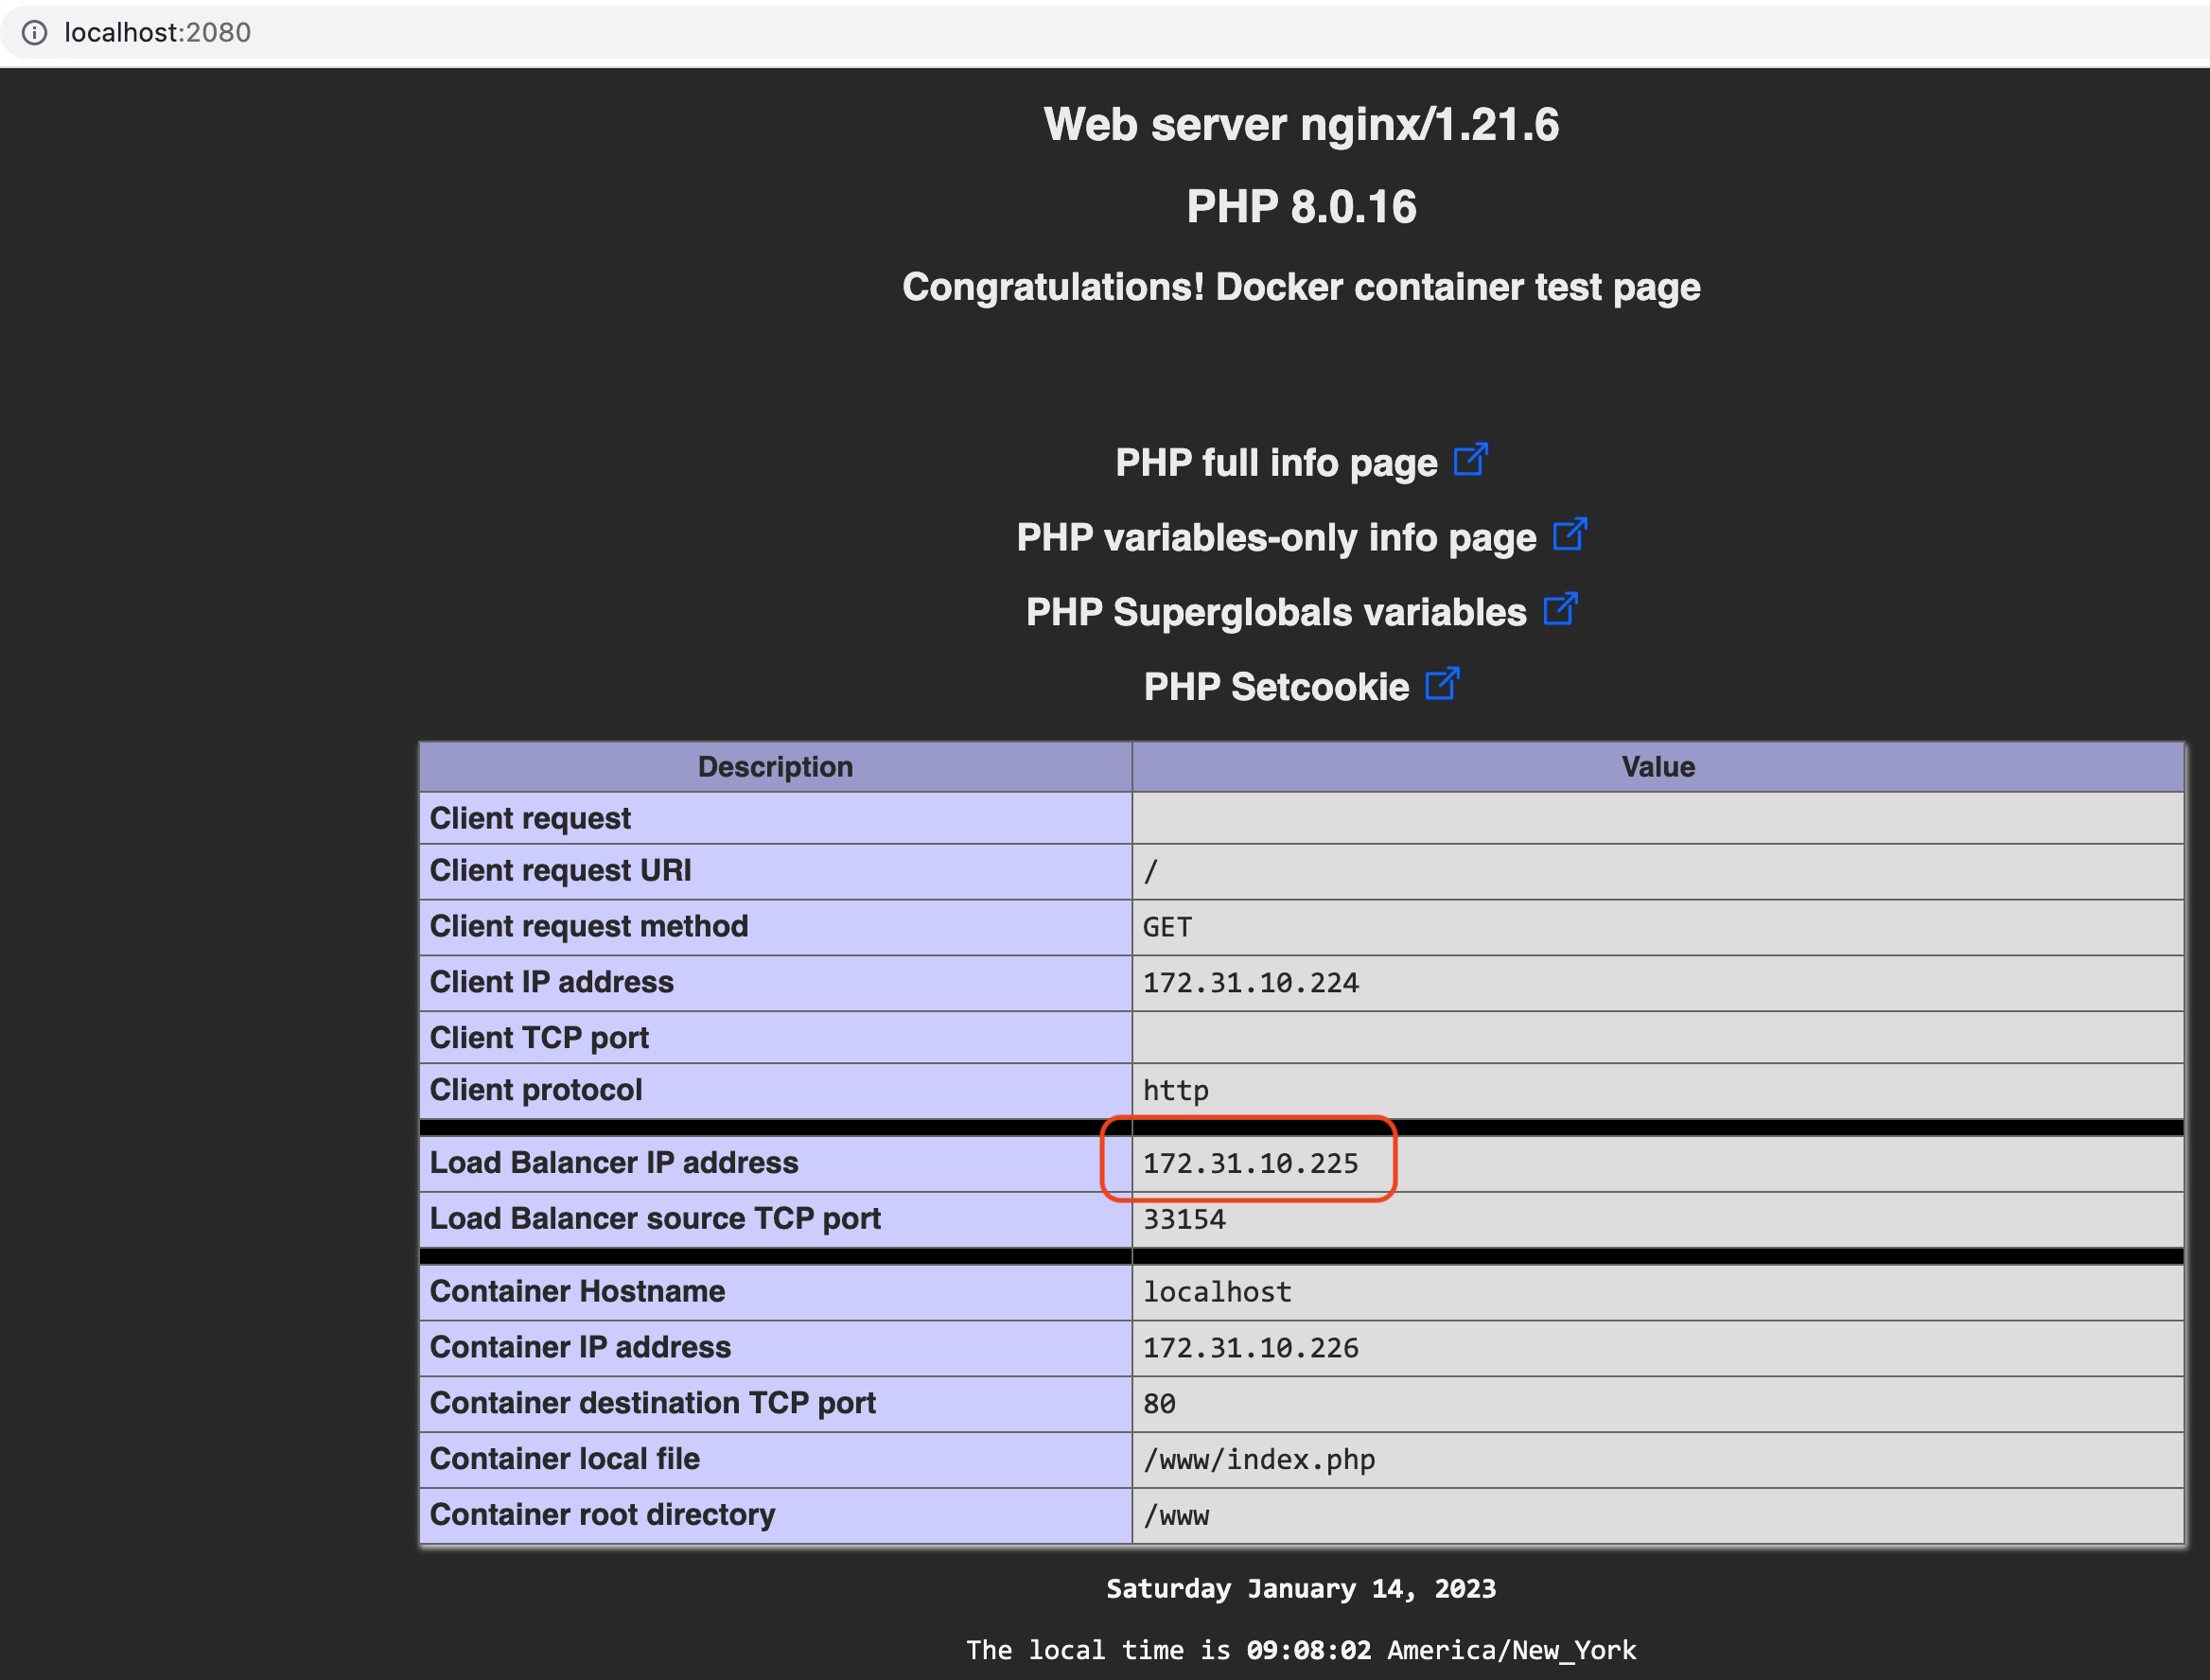 localhost:2080
Web server nginx/1.21.6
PHP 8.0.16
Congratulations! Docker container test page
PHP full info page
PHP variables-only info page
PHP Superglobals variables
PHP Setcookie
Description Value
Client request
Client request URI /
Client request method GET
Client IP address 172.31.10.224
Client TCP port
Client protocol http
Load Balancer IP address 172.31.10.225
Load Balancer source TCP port 33154
Container Hostname localhost
Container IP address 172.31.10.226
Container destination TCP port 80
Container local file /www/index.php
Container root directory /www
Saturday January 14, 2023
The local time is 09:08:02 America/New_York